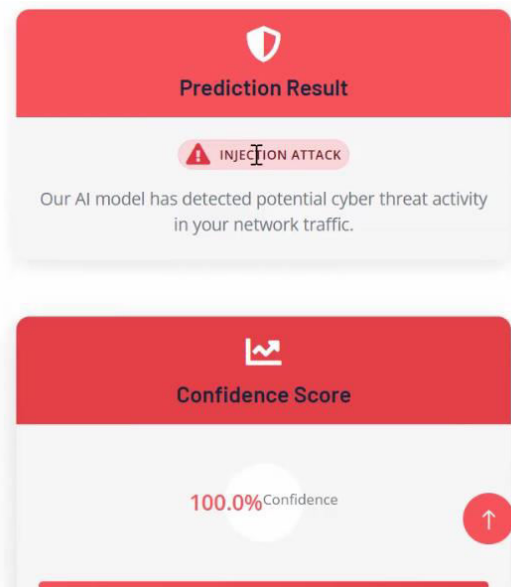 Prediction Result
INJECTION ATTACK
Our AI model has detected potential cyber threat activity
in your network traffic.
Confidence Score
100.0% Confidence